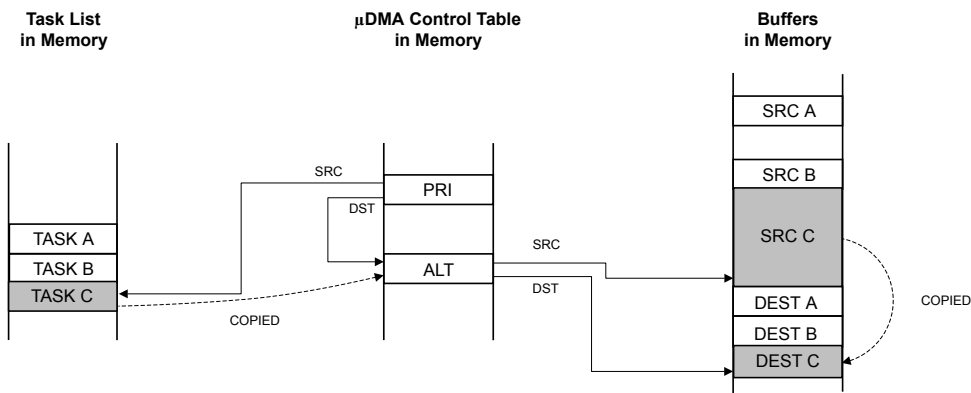 Task List
in Memory
µDMA Control Table
in Memory
Buffers
in Memory
SRC A
SRC B
SRC C
DEST A
DEST B
DEST C
SRC
PRI
DST
ALT
SRC
DST
TASK A
TASK B
TASK C
COPIED
COPIED